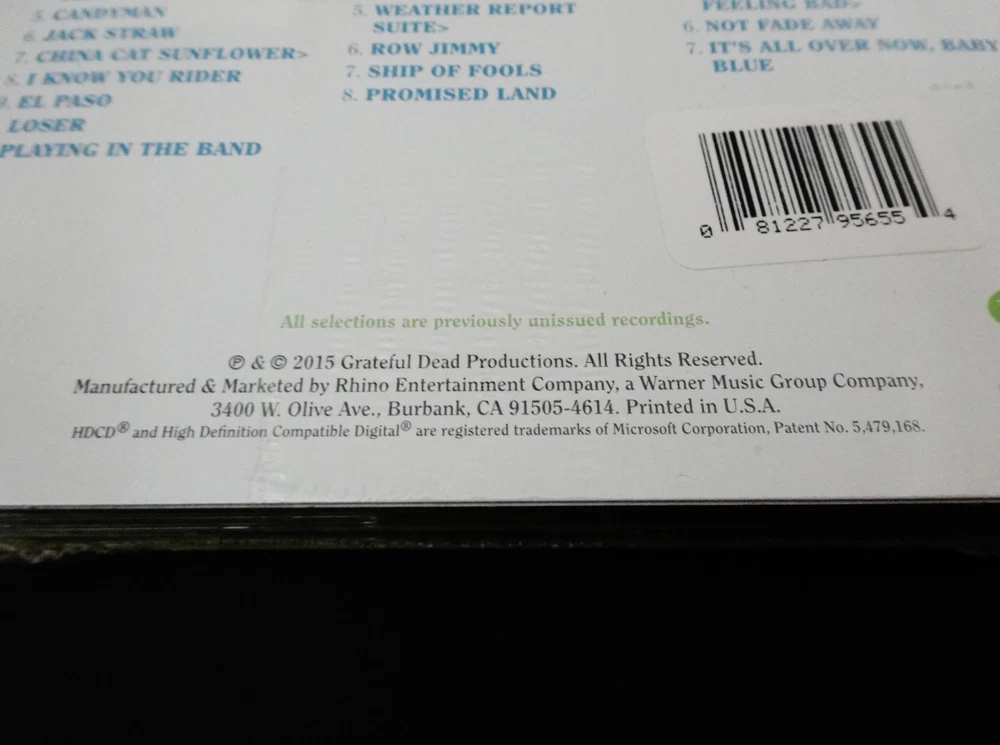 5. CANDYMAN
6. JACK STRAW
7. CHINA CAT SUNFLOWER>
8. I KNOW YOU RIDER
9. EL PASO
LOSER
PLAYING IN THE BAND
5. WEATHER REPORT
SUITE>
6. ROW JIMMY
7. SHIP OF FOOLS
8. PROMISED LAND
FEELING BAD>
6. NOT FADE AWAY
7. IT'S ALL OVER NOW, BABY
BLUE
0 81227 95655 4
All selections are previously unissued recordings.
℗ & © 2015 Grateful Dead Productions. All Rights Reserved.
Manufactured & Marketed by Rhino Entertainment Company, a Warner Music Group Company,
3400 W. Olive Ave., Burbank, CA 91505-4614. Printed in U.S.A.
HDCD® and High Definition Compatible Digital® are registered trademarks of Microsoft Corporation, Patent No. 5,479,168.